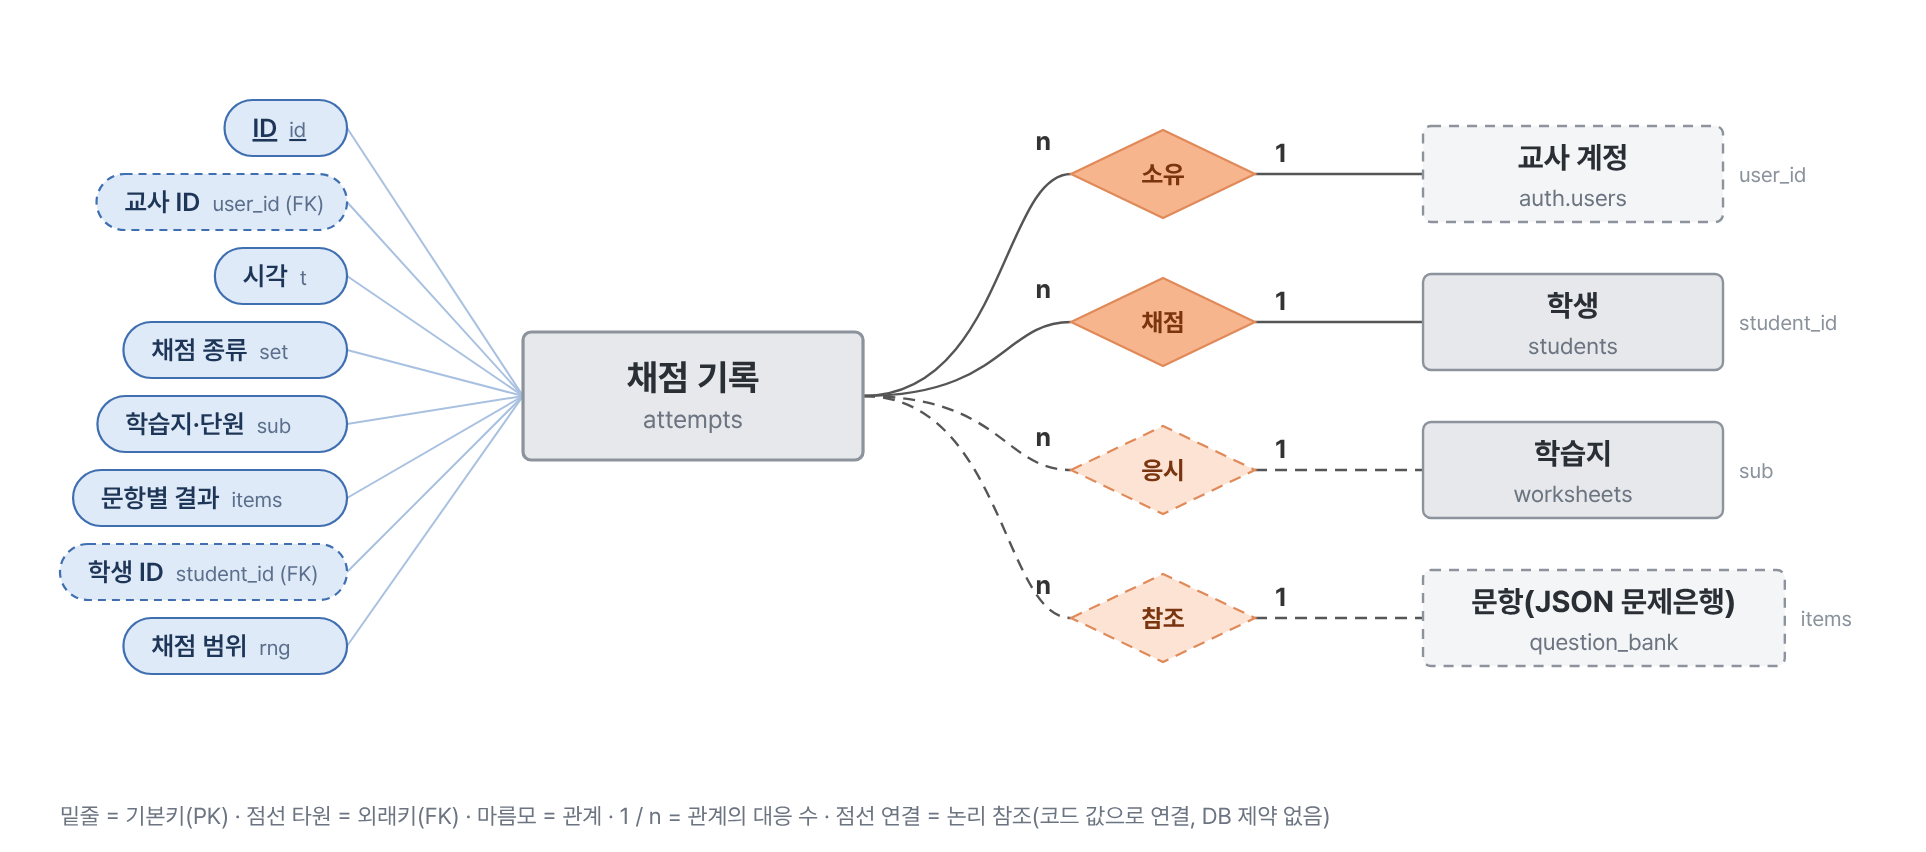 ID id
교사 ID user_id (FK)
시각 t
채점 종류 set
학습지·단원 sub
문항별 결과 items
학생 ID student_id (FK)
채점 범위 rng
채점 기록
attempts
n
소유
1
교사 계정
auth.users
user_id
n
채점
1
학생
students
student_id
n
응시
1
학습지
worksheets
sub
n
참조
1
문항(JSON 문제은행)
question_bank
items
밑줄 = 기본키(PK) · 점선 타원 = 외래키(FK) · 마름모 = 관계 · 1 / n = 관계의 대응 수 · 점선 연결 = 논리 참조(코드 값으로 연결, DB 제약 없음)